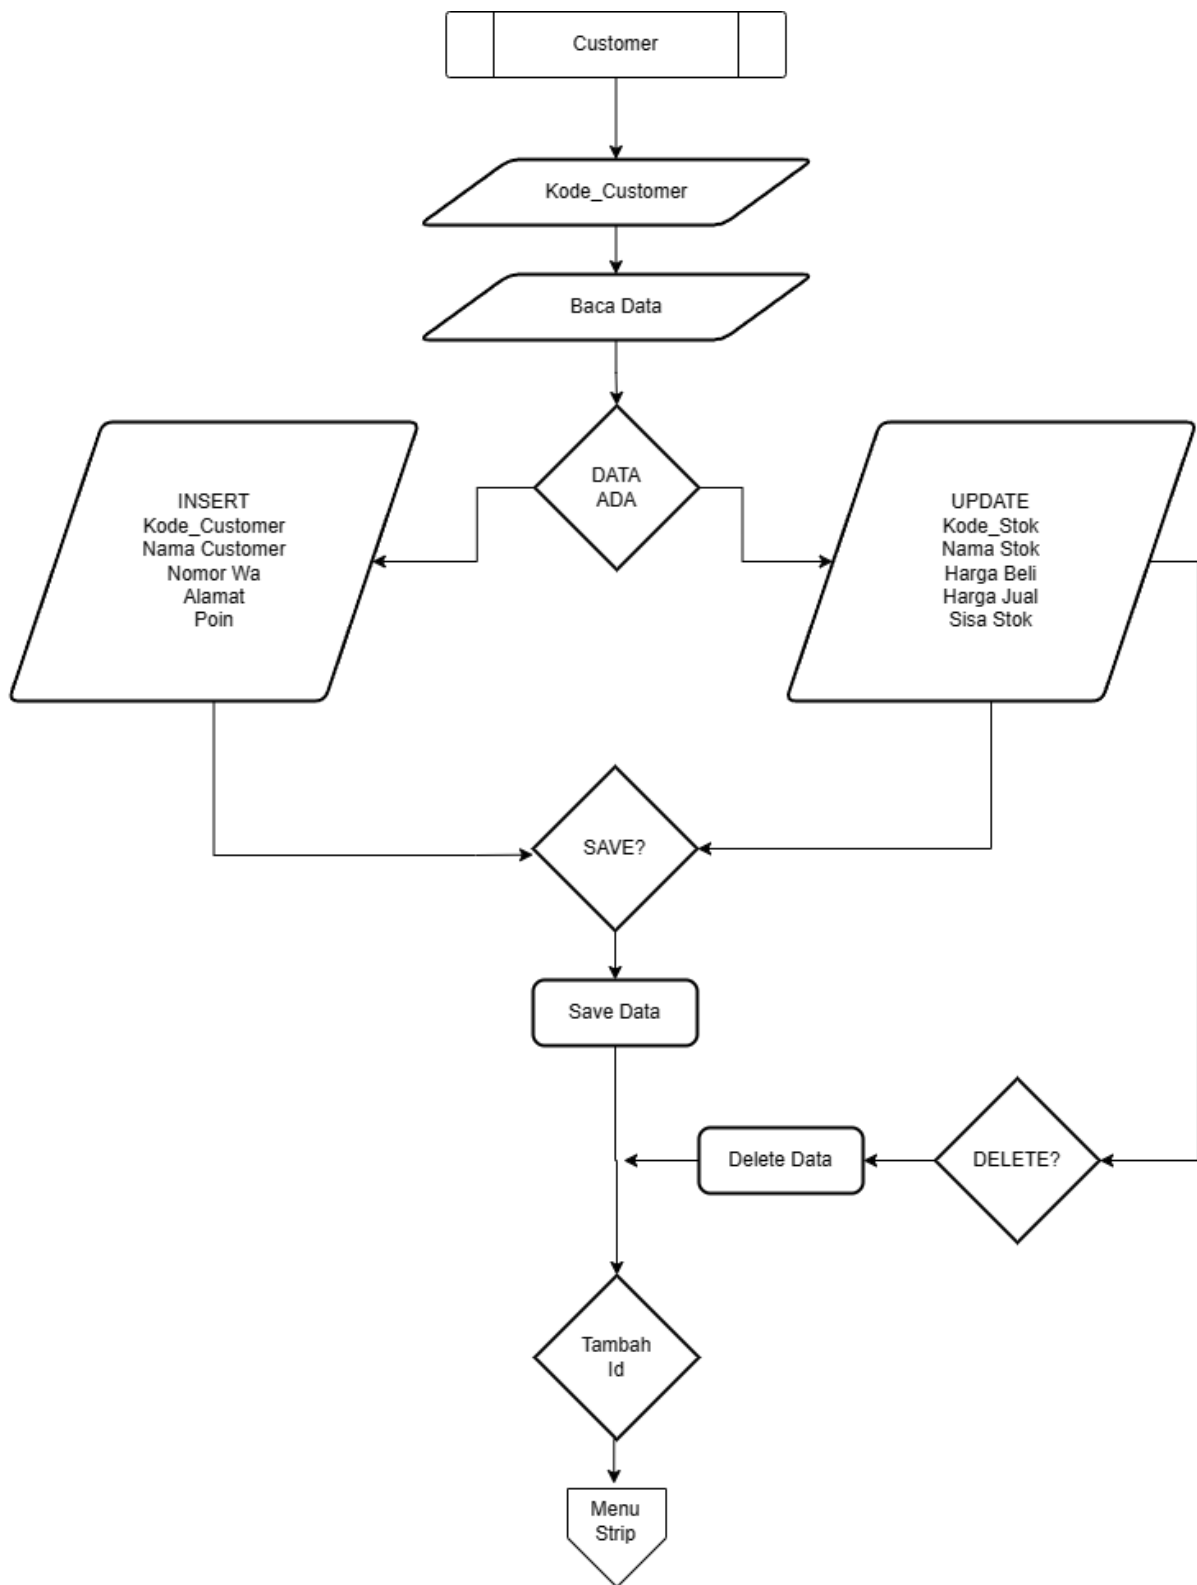 Customer
Kode_Customer
Baca Data
DATA
ADA
INSERT
Kode_Customer
Nama Customer
Nomor Wa
Alamat
Poin
UPDATE
Kode_Stok
Nama Stok
Harga Beli
Harga Jual
Sisa Stok
SAVE?
Save Data
Delete Data
DELETE?
Tambah
Id
Menu
Strip